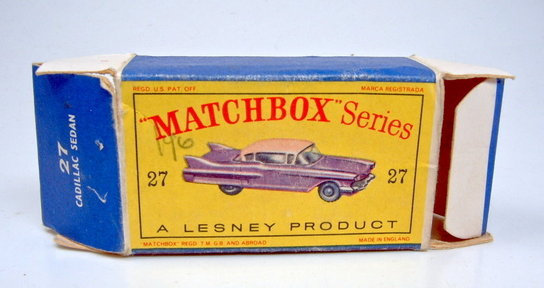 27
CADILLAC SEDAN
REGD. U.S. PAT. OFF MARCA REGISTRADA
"MATCHBOX" Series
196
27 27
A LESNEY PRODUCT
"MATCHBOX" REGD. T.M. G.B. AND ABROAD MADE IN ENGLAND